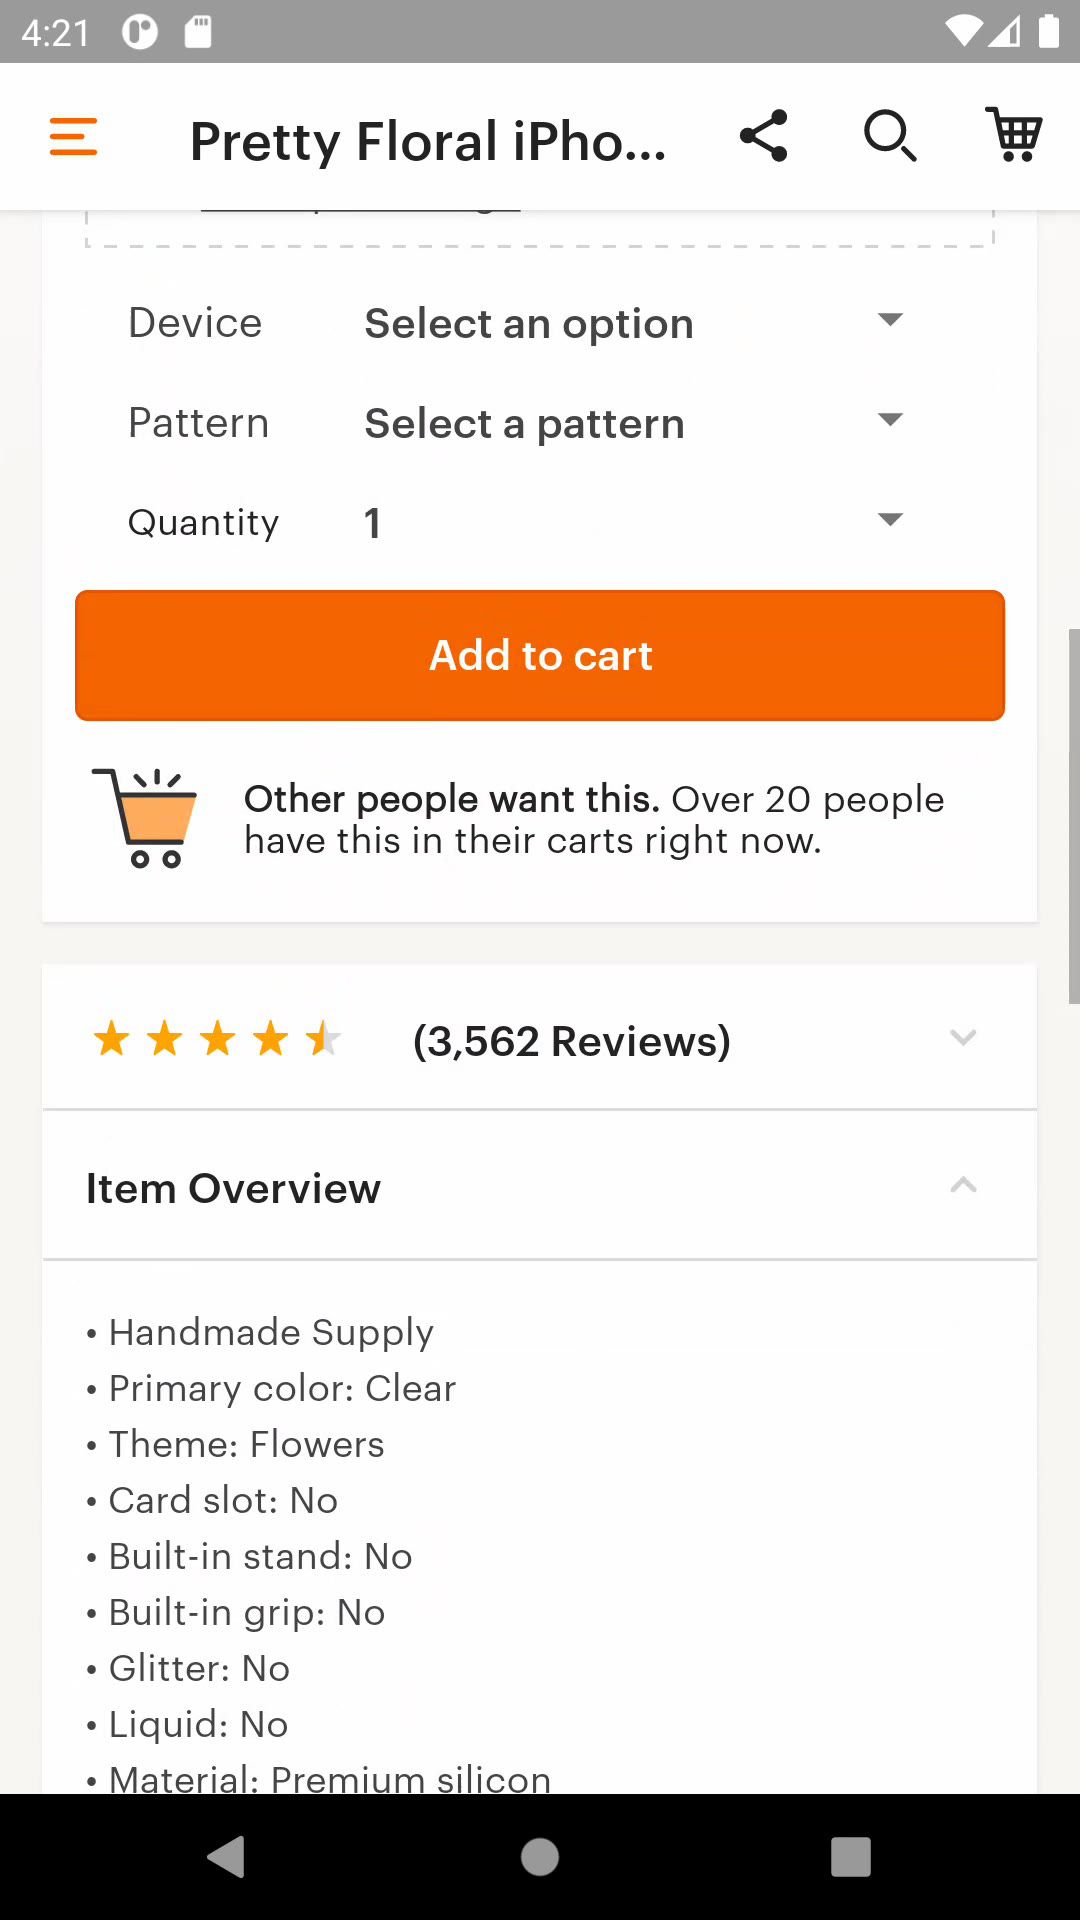 4:21
Pretty Floral iPho...
Device
Select an option
Pattern
Select a pattern
Quantity
1
Add to cart
Other people want this. Over 20 people
have this in their carts right now.
(3,562 Reviews)
Item Overview
• Handmade Supply
• Primary color: Clear
• Theme: Flowers
• Card slot: No
• Built-in stand: No
• Built-in grip: No
• Glitter: No
• Liquid: No
• Material: Premium silicon